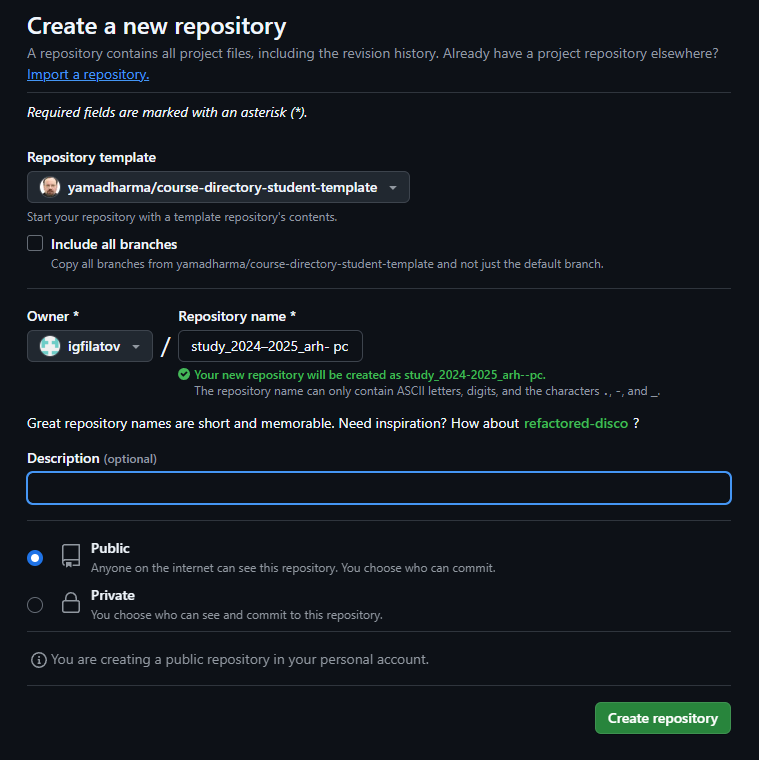 Create a new repository
A repository contains all project files, including the revision history. Already have a project repository elsewhere?
Import a repository.
Required fields are marked with an asterisk (*).
Repository template
yamadharma/course-directory-student-template
Start your repository with a template repository's contents.
Include all branches
Copy all branches from yamadharma/course-directory-student-template and not just the default branch.
Owner * Repository name *
igfilatov / study_2024–2025_arh- pc
Your new repository will be created as study_2024-2025_arh--pc.
The repository name can only contain ASCII letters, digits, and the characters ., -, and _.
Great repository names are short and memorable. Need inspiration? How about refactored-disco ?
Description (optional)
Public
Anyone on the internet can see this repository. You choose who can commit.
Private
You choose who can see and commit to this repository.
You are creating a public repository in your personal account.
Create repository